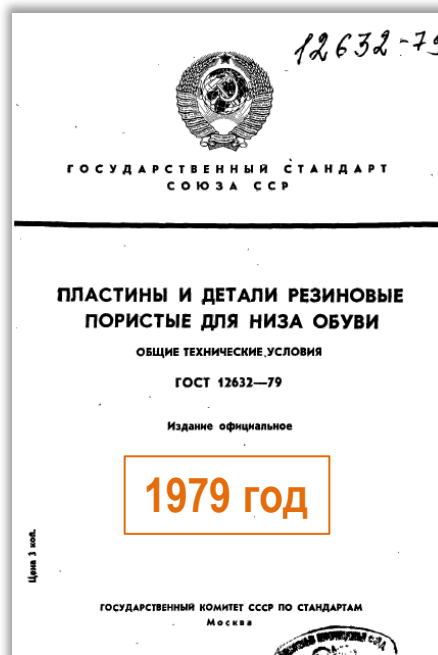 12632-79
ГОСУДАРСТВЕННЫЙ СТАНДАРТ
СОЮЗА ССР
ПЛАСТИНЫ И ДЕТАЛИ РЕЗИНОВЫЕ
ПОРИСТЫЕ ДЛЯ НИЗА ОБУВИ
ОБЩИЕ ТЕХНИЧЕСКИЕ УСЛОВИЯ
ГОСТ 12632—79
Издание официальное
1979 год
Цена 3 коп.
ГОСУДАРСТВЕННЫЙ КОМИТЕТ СССР ПО СТАНДАРТАМ
Москва